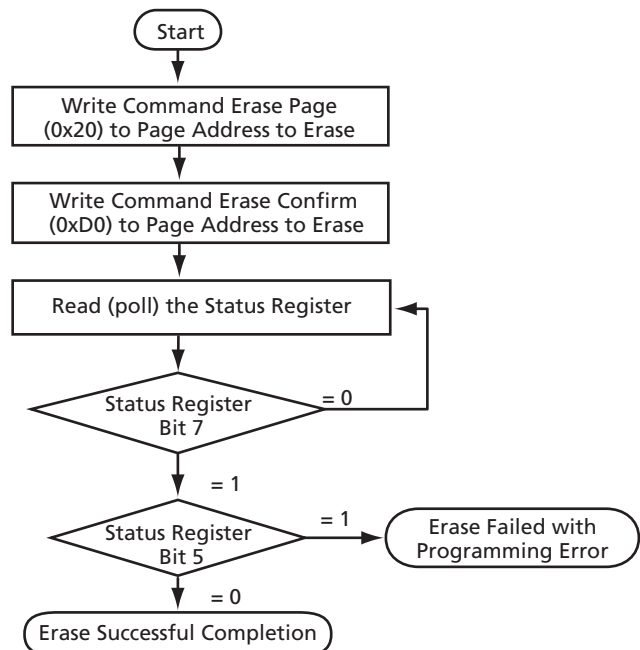 Start
Write Command Erase Page
(0x20) to Page Address to Erase
Write Command Erase Confirm
(0xD0) to Page Address to Erase
Read (poll) the Status Register
Status Register
Bit 7
= 0
= 1
Status Register
Bit 5
= 1
Erase Failed with
Programming Error
= 0
Erase Successful Completion